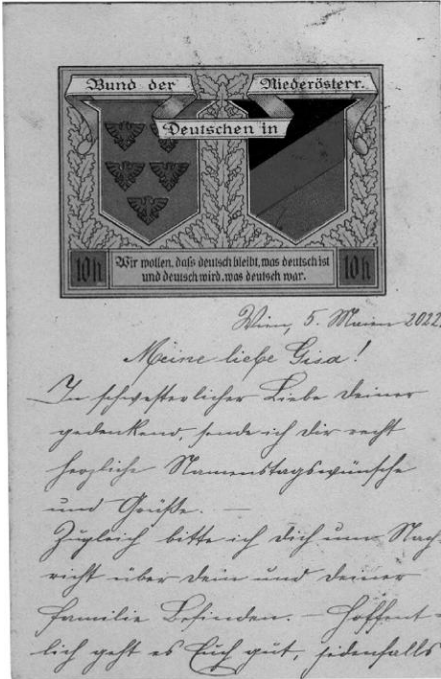 Bund der Niederösterr.
Deutschen in
10 h
Wir wollen, daß deutsch bleibt, was deutsch ist
und deutsch wird, was deutsch war.
10 h
Wien, 5. 2022.
Meine liebe Gisa!
In schwesterlicher Liebe deiner
gedenkend, sende ich dir recht
herzliche Namenstagswünsche
und Grüße. —
Zugleich bitte ich dich um Nach-
richt über dein und deiner
Familie Befinden. — Hoffent-
lich geht es Euch gut, jedenfalls